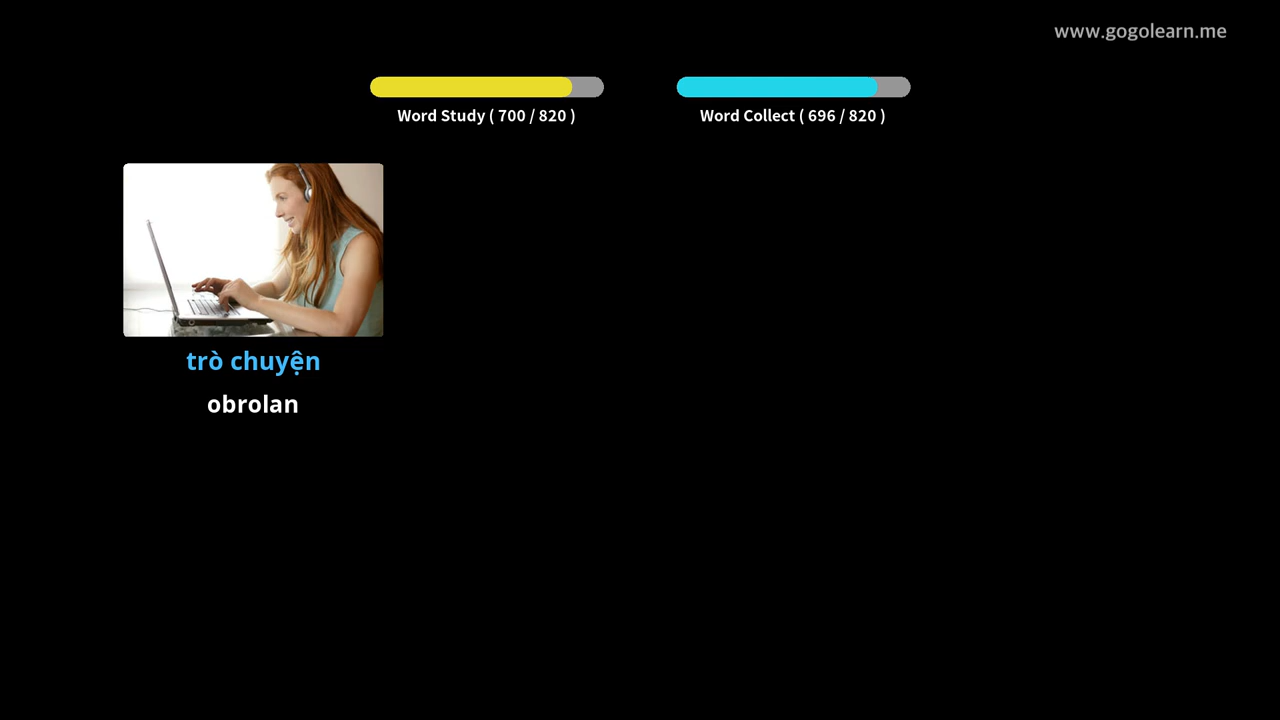 www.gogolearn.me
Word Study ( 700 / 820 )
Word Collect ( 696 / 820 )
trò chuyện
obrolan